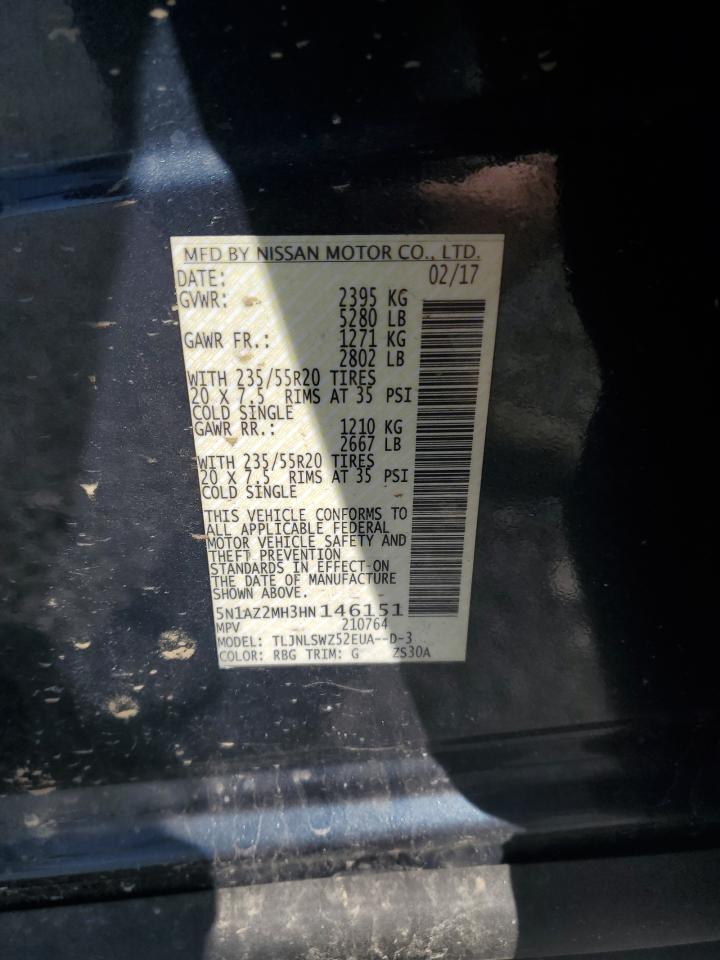 MFD BY NISSAN MOTOR CO., LTD.
DATE: 02/17
GVWR: 2395 KG
5280 LB
GAWR FR.: 1271 KG
2802 LB
WITH 235/55R20 TIRES
20 X 7.5 RIMS AT 35 PSI
COLD SINGLE
GAWR RR.: 1210 KG
2667 LB
WITH 235/55R20 TIRES
20 X 7.5 RIMS AT 35 PSI
COLD SINGLE
THIS VEHICLE CONFORMS TO
ALL APPLICABLE FEDERAL
MOTOR VEHICLE SAFETY AND
THEFT PREVENTION
STANDARDS IN EFFECT ON
THE DATE OF MANUFACTURE
SHOWN ABOVE.
5N1AZ2MH3HN146151
MPV 210764
MODEL: TLJNLSWZ52EUA--D-3
COLOR: RBG TRIM: G ZS30A